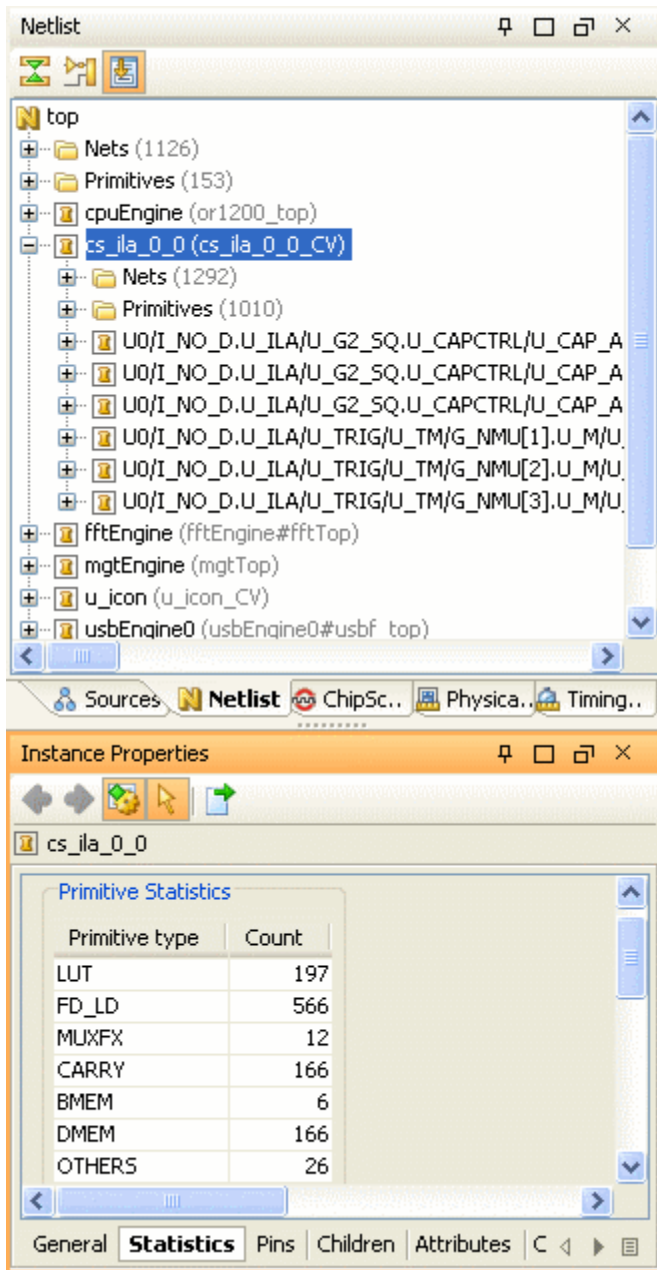 Netlist
top
Nets (1126)
Primitives (153)
cpuEngine (or1200_top)
cs_ila_0_0 (cs_ila_0_0_CV)
Nets (1292)
Primitives (1010)
U0/I_NO_D.U_ILA/U_G2_SQ.U_CAPCTRL/U_CAP_A
U0/I_NO_D.U_ILA/U_G2_SQ.U_CAPCTRL/U_CAP_A
U0/I_NO_D.U_ILA/U_G2_SQ.U_CAPCTRL/U_CAP_A
U0/I_NO_D.U_ILA/U_TRIG/U_TM/G_NMU[1].U_M/U_
U0/I_NO_D.U_ILA/U_TRIG/U_TM/G_NMU[2].U_M/U_
U0/I_NO_D.U_ILA/U_TRIG/U_TM/G_NMU[3].U_M/U_
fftEngine (fftEngine#fftTop)
mgtEngine (mgtTop)
u_icon (u_icon_CV)
usbEngine0 (usbEngine0#usbf_top)
Sources Netlist ChipSc.. Physica.. Timing..
Instance Properties
cs_ila_0_0
Primitive Statistics
Primitive type Count
LUT 197
FD_LD 566
MUXFX 12
CARRY 166
BMEM 6
DMEM 166
OTHERS 26
General Statistics Pins Children Attributes C